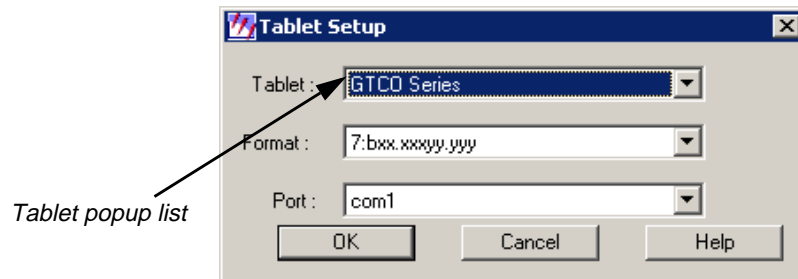 Tablet Setup
Tablet : GTCO Series
Format : 7:bxx.xxxyy.yyy
Tablet popup list
Port : com1
OK Cancel Help